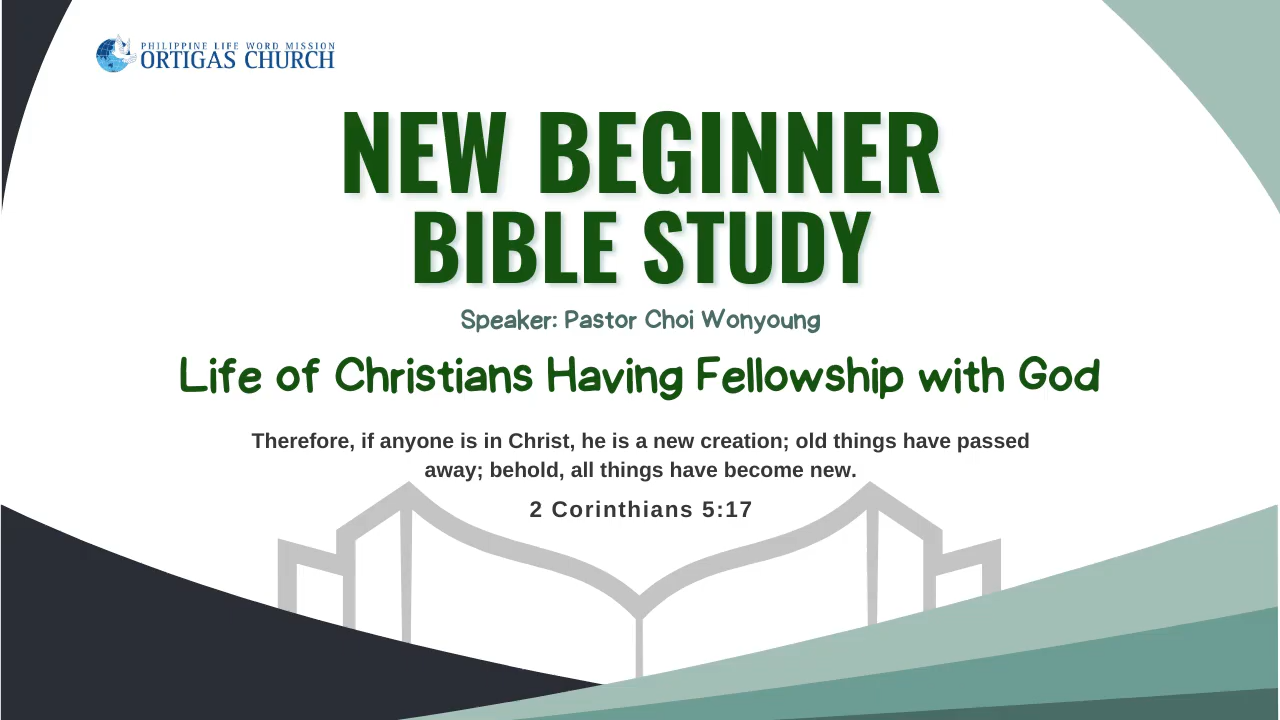 PHILIPPINE LIFE WORD MISSION
ORTIGAS CHURCH
NEW BEGINNER
BIBLE STUDY
Speaker: Pastor Choi Wonyoung
Life of Christians Having Fellowship with God
Therefore, if anyone is in Christ, he is a new creation; old things have passed
away; behold, all things have become new.
2 Corinthians 5:17